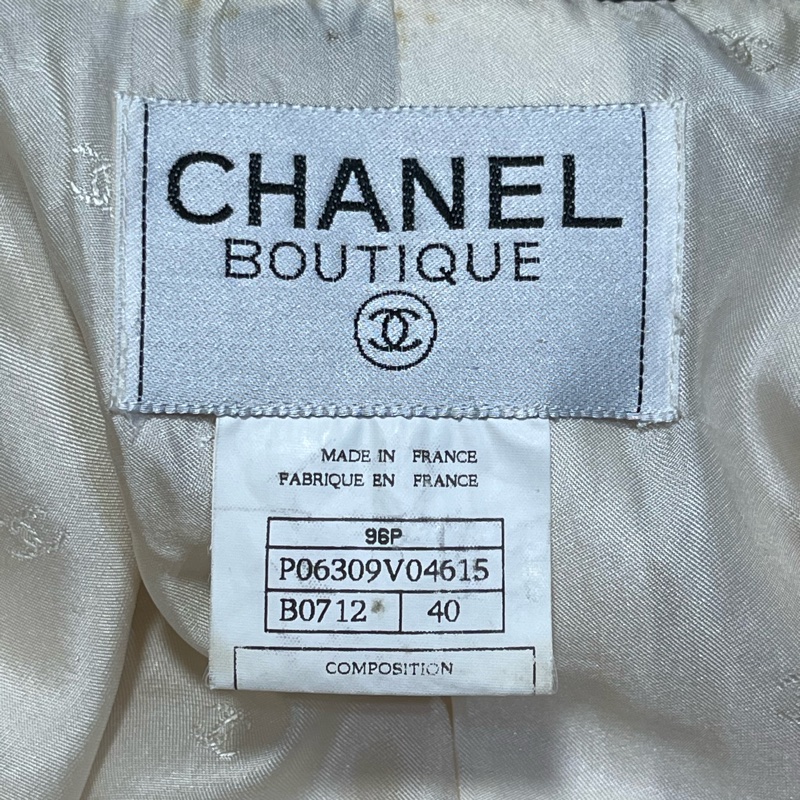 CHANEL
BOUTIQUE
MADE IN FRANCE
FABRIQUE EN FRANCE
96P
P06309V04615
B0712 40
COMPOSITION